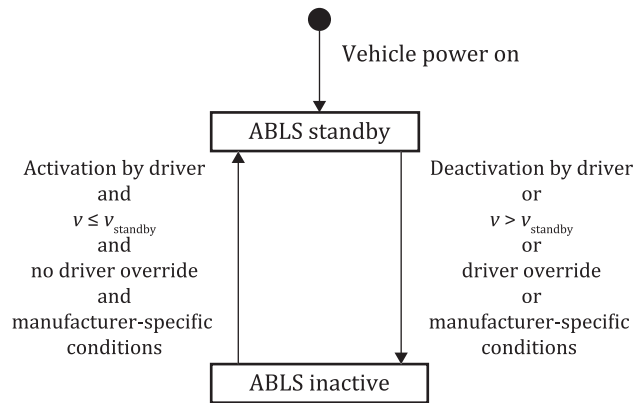 Vehicle power on
ABLS standby
Activation by driver
and
v ≤ v_standby
and
no driver override
and
manufacturer-specific
conditions
Deactivation by driver
or
v > v_standby
or
driver override
or
manufacturer-specific
conditions
ABLS inactive